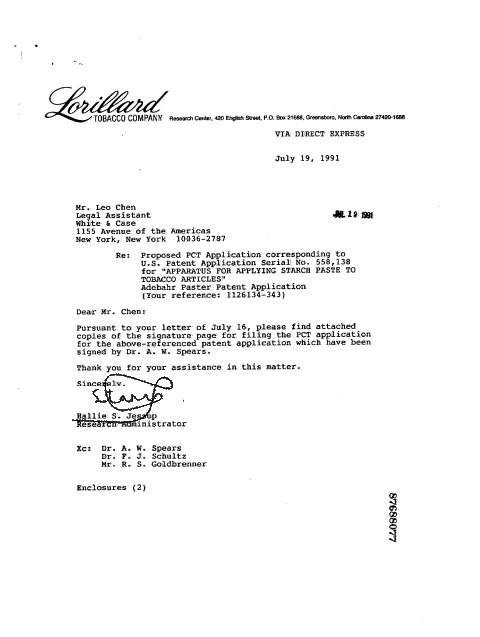 Lorillard
TOBACCO COMPANY Research Center, 420 English Street, P.O. Box 21688, Greensboro, North Carolina 27420-1688
VIA DIRECT EXPRESS
July 19, 1991
Mr. Leo Chen
Legal Assistant
White & Case
1155 Avenue of the Americas
New York, New York 10036-2787
JUL 19 1991
Re: Proposed PCT Application corresponding to
U.S. Patent Application Serial No. 558,138
for "APPARATUS FOR APPLYING STARCH PASTE TO
TOBACCO ARTICLES"
Adebahr Paster Patent Application
(Your reference: 1126134-343)
Dear Mr. Chen:
Pursuant to your letter of July 16, please find attached
copies of the signature page for filing the PCT application
for the above-referenced patent application which have been
signed by Dr. A. W. Spears.
Thank you for your assistance in this matter.
Sincerely,
Hallie S. Jessup
Research Administrator
Xc: Dr. A. W. Spears
Dr. F. J. Schultz
Mr. R. S. Goldbrenner
Enclosures (2)
87688077